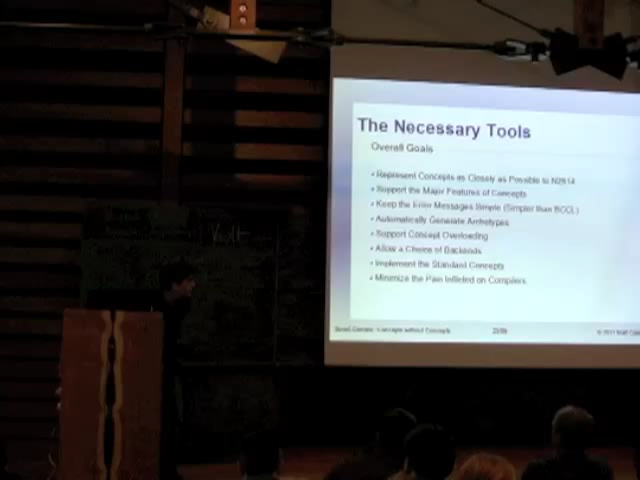 The Necessary Tools
Overall Goals
• Represent Concepts as Closely as Possible to N2914
• Support the Major Features of Concepts
• Keep the Error Messages Simple (Simpler than BCCL)
• Automatically Generate Archetypes
• Support Concept Overloading
• Allow a Choice of Backends
• Implement the Standard Concepts
• Minimize the Pain Inflicted on Compilers
Concepts without Concepts
© 2011 Matt